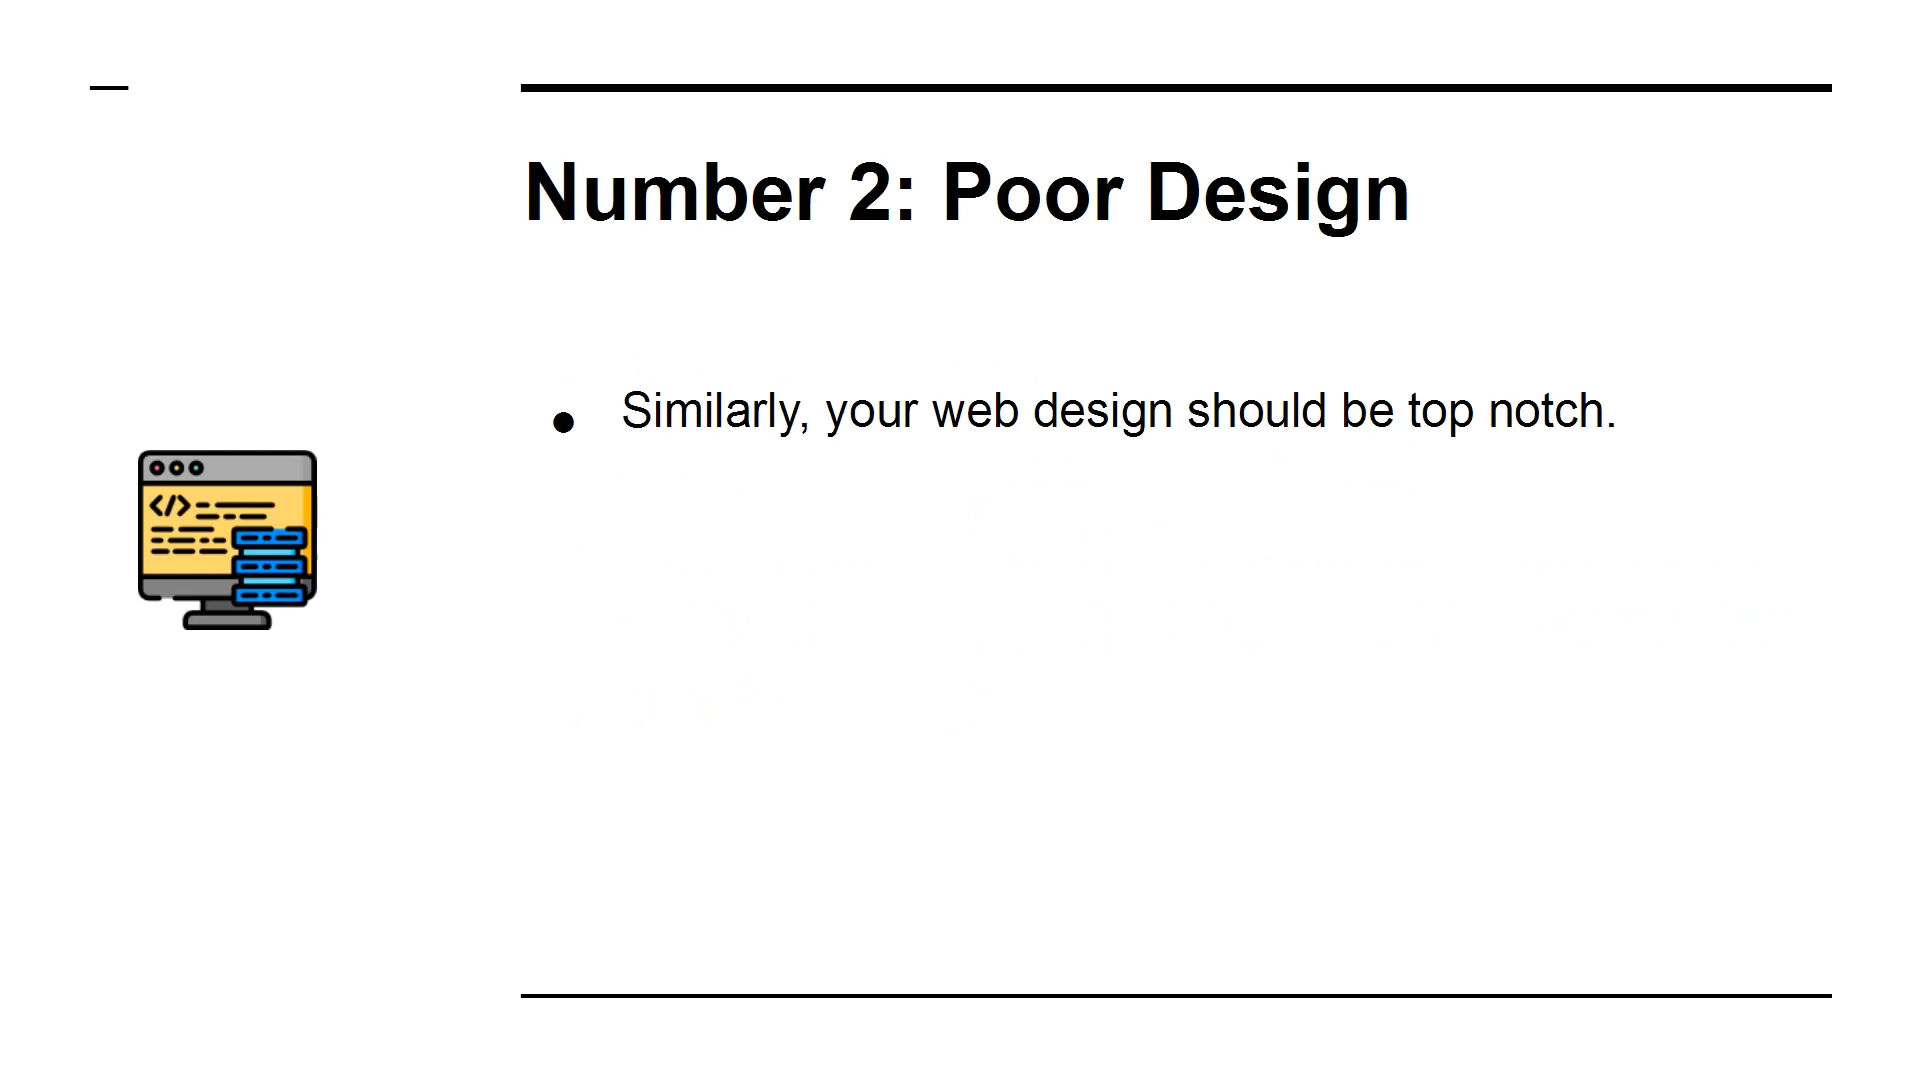 Number 2: Poor Design
● Similarly, your web design should be top notch.